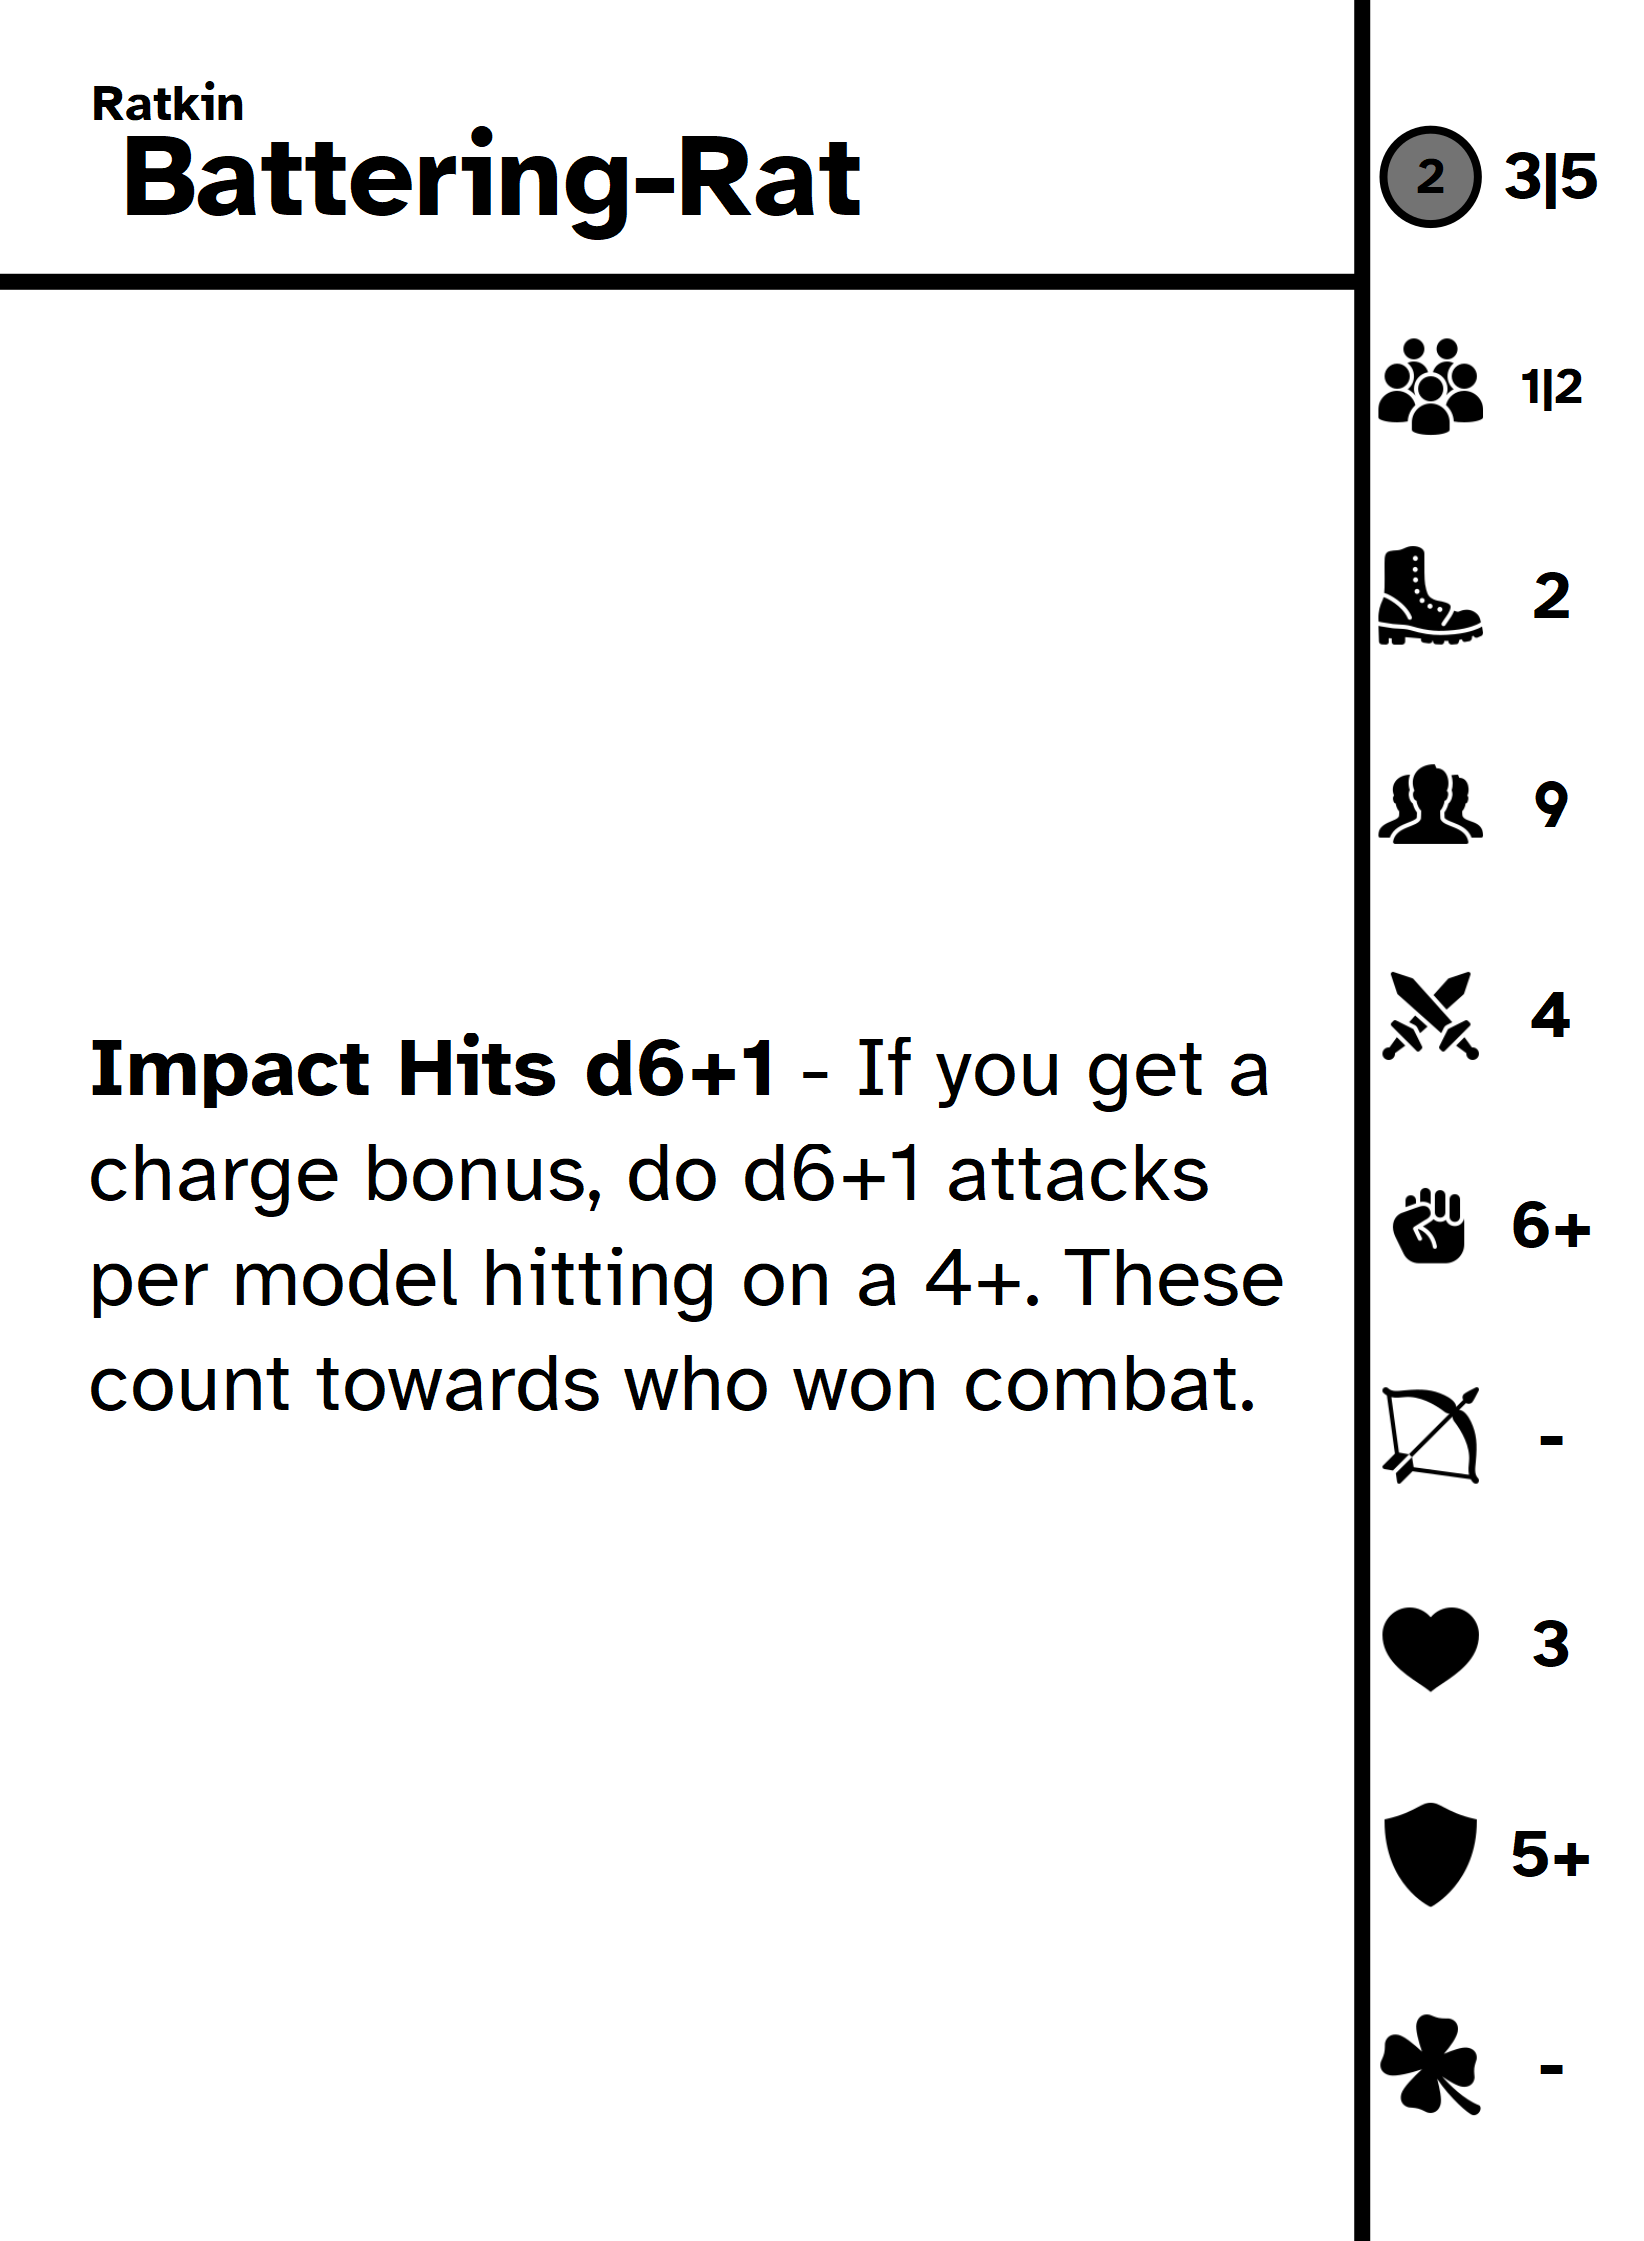 Ratkin
Battering-Rat
2 3|5
1|2
2
9
4
6+
-
3
5+
-
Impact Hits d6+1 - If you get a
charge bonus, do d6+1 attacks
per model hitting on a 4+. These
count towards who won combat.